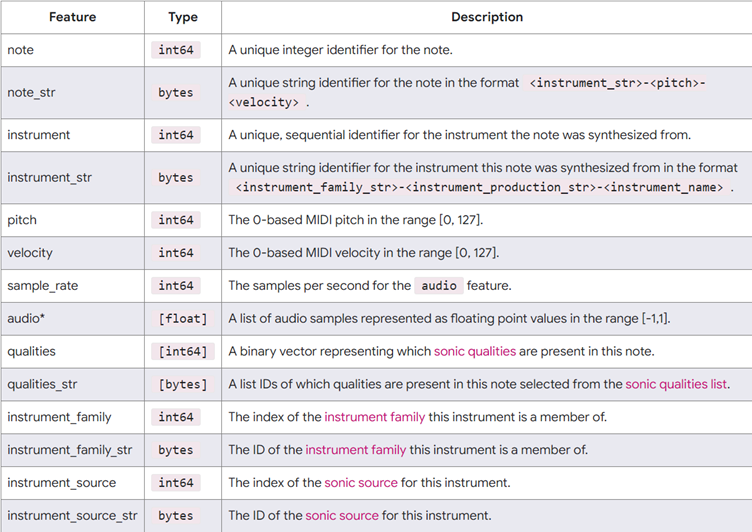 Feature Type Description
note int64 A unique integer identifier for the note.
note_str bytes A unique string identifier for the note in the format <instrument_str>-<pitch>-
<velocity> .
instrument int64 A unique, sequential identifier for the instrument the note was synthesized from.
instrument_str bytes A unique string identifier for the instrument this note was synthesized from in the format
<instrument_family_str>-<instrument_production_str>-<instrument_name> .
pitch int64 The 0-based MIDI pitch in the range [0, 127].
velocity int64 The 0-based MIDI velocity in the range [0, 127].
sample_rate int64 The samples per second for the audio feature.
audio* [float] A list of audio samples represented as floating point values in the range [-1,1].
qualities [int64] A binary vector representing which sonic qualities are present in this note.
qualities_str [bytes] A list IDs of which qualities are present in this note selected from the sonic qualities list.
instrument_family int64 The index of the instrument family this instrument is a member of.
instrument_family_str bytes The ID of the instrument family this instrument is a member of.
instrument_source int64 The index of the sonic source for this instrument.
instrument_source_str bytes The ID of the sonic source for this instrument.